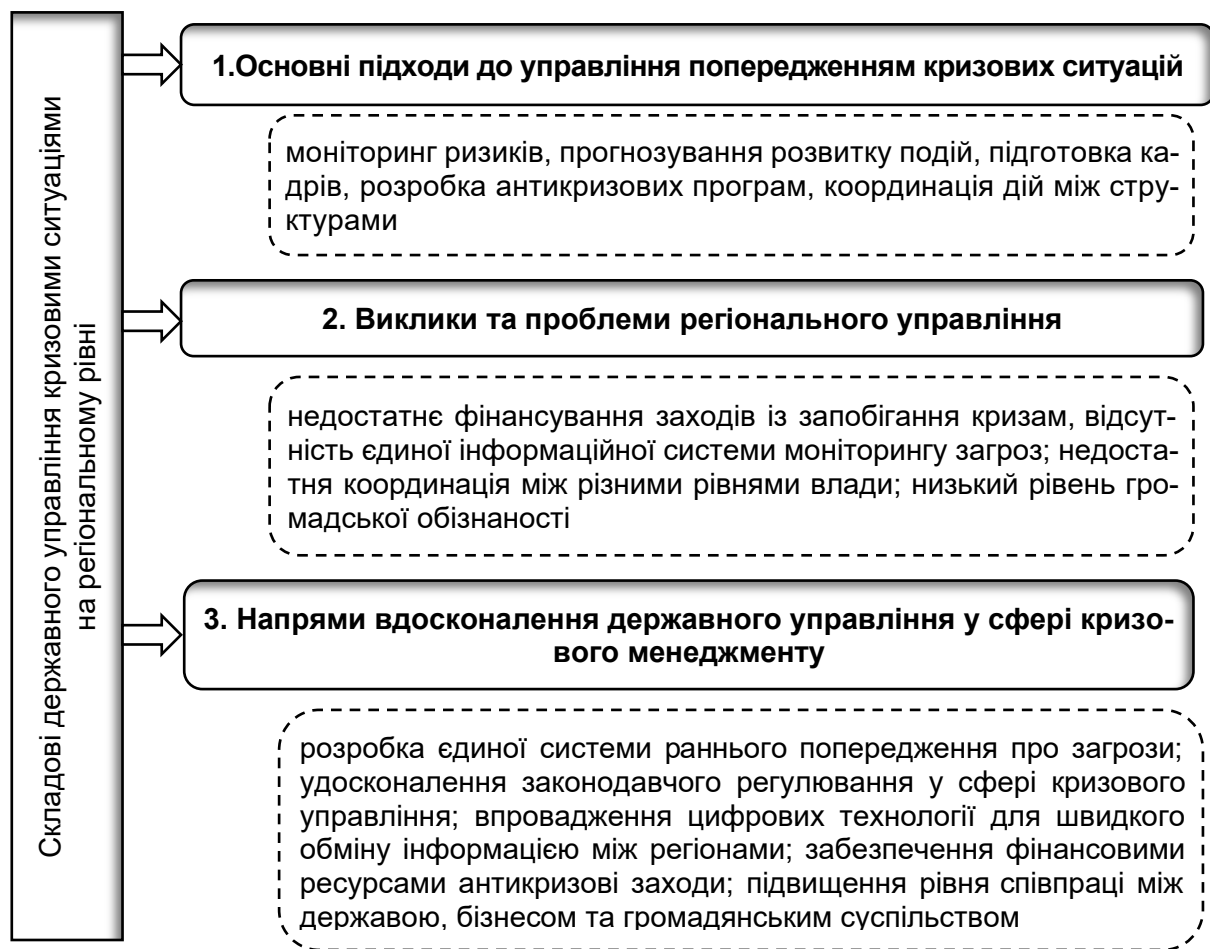 Складові державного управління кризовими ситуаціями
на регіональному рівні
1.Основні підходи до управління попередженням кризових ситуацій
моніторинг ризиків, прогнозування розвитку подій, підготовка ка-
дрів, розробка антикризових програм, координація дій між стру-
ктурами
2. Виклики та проблеми регіонального управління
недостатнє фінансування заходів із запобігання кризам, відсут-
ність єдиної інформаційної системи моніторингу загроз; недоста-
тня координація між різними рівнями влади; низький рівень гро-
мадської обізнаності
3. Напрями вдосконалення державного управління у сфері кризо-
вого менеджменту
розробка єдиної системи раннього попередження про загрози;
удосконалення законодавчого регулювання у сфері кризового
управління; впровадження цифрових технології для швидкого
обміну інформацією між регіонами; забезпечення фінансовими
ресурсами антикризові заходи; підвищення рівня співпраці між
державою, бізнесом та громадянським суспільством